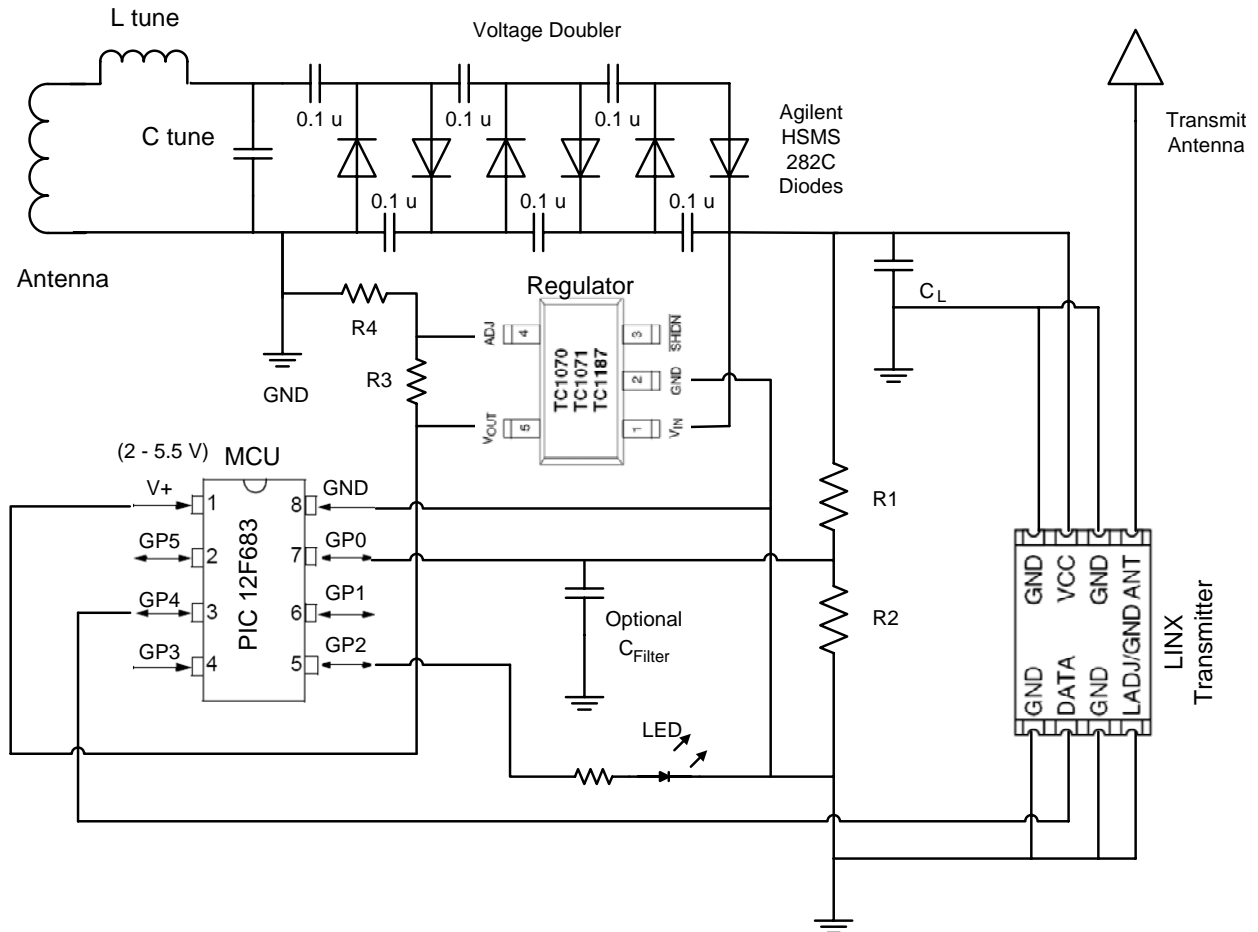 L tune
Voltage Doubler
0.1 u
0.1 u
0.1 u
C tune
Agilent
HSMS
282C
Diodes
Transmit
Antenna
0.1 u
0.1 u
0.1 u
Antenna
Regulator
C L
R4
GND
R3
ADJ
4
3
SHDN
TC1070
TC1071
TC1187
2
GND
VOUT
5
1
VIN
(2 - 5.5 V)
MCU
V+
1
8
GND
GP5
2
7
GP0
GP4
3
6
GP1
GP3
4
5
GP2
PIC 12F683
R1
R2
Optional
CFilter
LED
GND
VCC
GND
ANT
GND
DATA
GND
LADJ/GND
LINX
Transmitter
GND